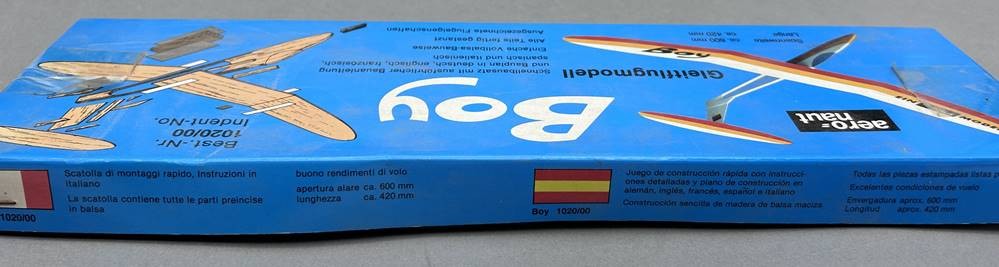 aero=
naut
Boy
Gleitflugmodell
Boy
Spannweite ca. 600 mm
Länge ca. 420 mm
Best.-Nr.
Indent-No.
1020/00
Schnellbausatz mit ausführlicher Bauanleitung
und Bauplan in deutsch, englisch, französisch,
spanisch und italienisch
Einfache Vollbalsa-Bauweise
Alle Teile fertig gestanzt
Ausgezeichnete Flugeigenschaften
1020/00
Scatolla di montaggi rapido, Instruzioni in
italiano
La scatolla contiene tutte le parti preincise
in balsa
buono rendimenti di volo
apertura alare ca. 600 mm
lunghezza ca. 420 mm
Boy 1020/00
Juego de construcción rápida con instruccio-
nes detalladas y plano de construcción en
alemán, inglés, francés, español e italiano
Construcción sencilla de madera de balsa maciza
Todas las piezas estampadas listas p
Excelentes condiciones de vuelo
Envergadura aprox. 600 mm
Longitud aprox. 420 mm